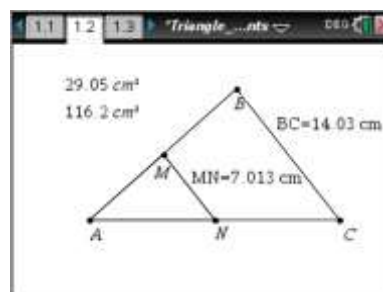 1.1 1.2 1.3 *Triangle_...nts DEG
29.05 cm²
116.2 cm²
B
BC=14.03 cm
M
MN=7.013 cm
A N C